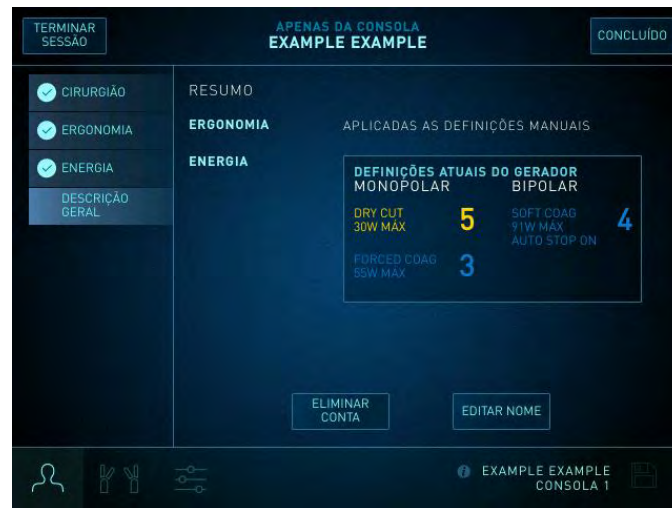 TERMINAR
SESSÃO
APENAS DA CONSOLA
EXAMPLE EXAMPLE
CONCLUÍDO
CIRURGIÃO
ERGONOMIA
ENERGIA
DESCRIÇÃO
GERAL
RESUMO
ERGONOMIA
APLICADAS AS DEFINIÇÕES MANUAIS
ENERGIA
DEFINIÇÕES ATUAIS DO GERADOR
MONOPOLAR
BIPOLAR
DRY CUT
30W MÁX
5
SOFT COAG
91W MÁX
AUTO STOP ON
4
FORCED COAG
55W MÁX
3
ELIMINAR
CONTA
EDITAR NOME
EXAMPLE EXAMPLE
CONSOLA 1